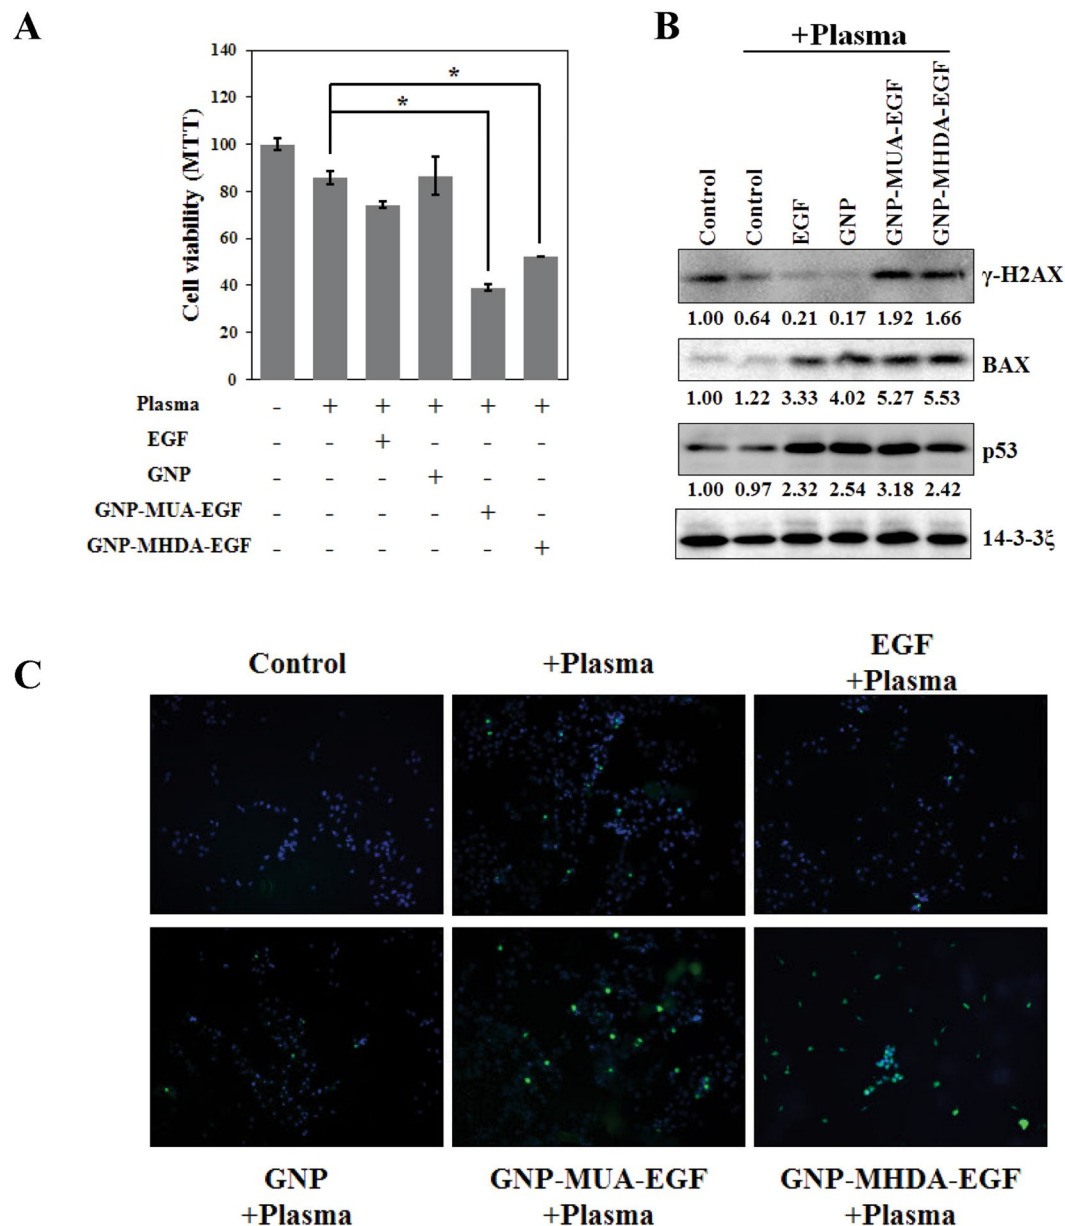 A
140
120
100
80
60
40
20
0
Cell viability (MTT)
*
*
Plasma - + + + + +
EGF - - + - - -
GNP - - - + - -
GNP-MUA-EGF - - - - + -
GNP-MHDA-EGF - - - - - +
B
+Plasma
Control Control EGF GNP GNP-MUA-EGF GNP-MHDA-EGF
γ-H2AX
1.00 0.64 0.21 0.17 1.92 1.66
BAX
1.00 1.22 3.33 4.02 5.27 5.53
p53
1.00 0.97 2.32 2.54 3.18 2.42
14-3-3ξ
C
Control
+Plasma
EGF
+Plasma
GNP
+Plasma
GNP-MUA-EGF
+Plasma
GNP-MHDA-EGF
+Plasma